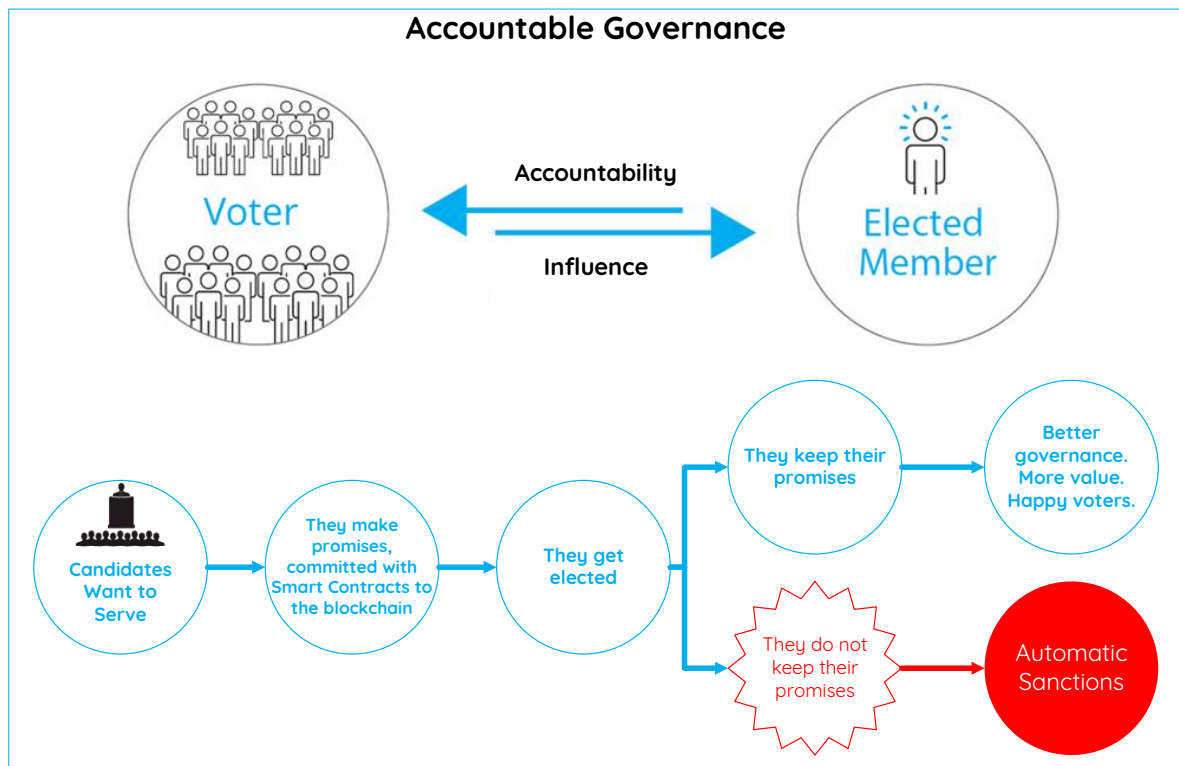 Accountable Governance
Voter
Accountability
Influence
Elected
Member
Candidates
Want to
Serve
They make
promises,
committed with
Smart Contracts to
the blockchain
They get
elected
They keep their
promises
Better
governance.
More value.
Happy voters.
They do not
keep their
promises
Automatic
Sanctions